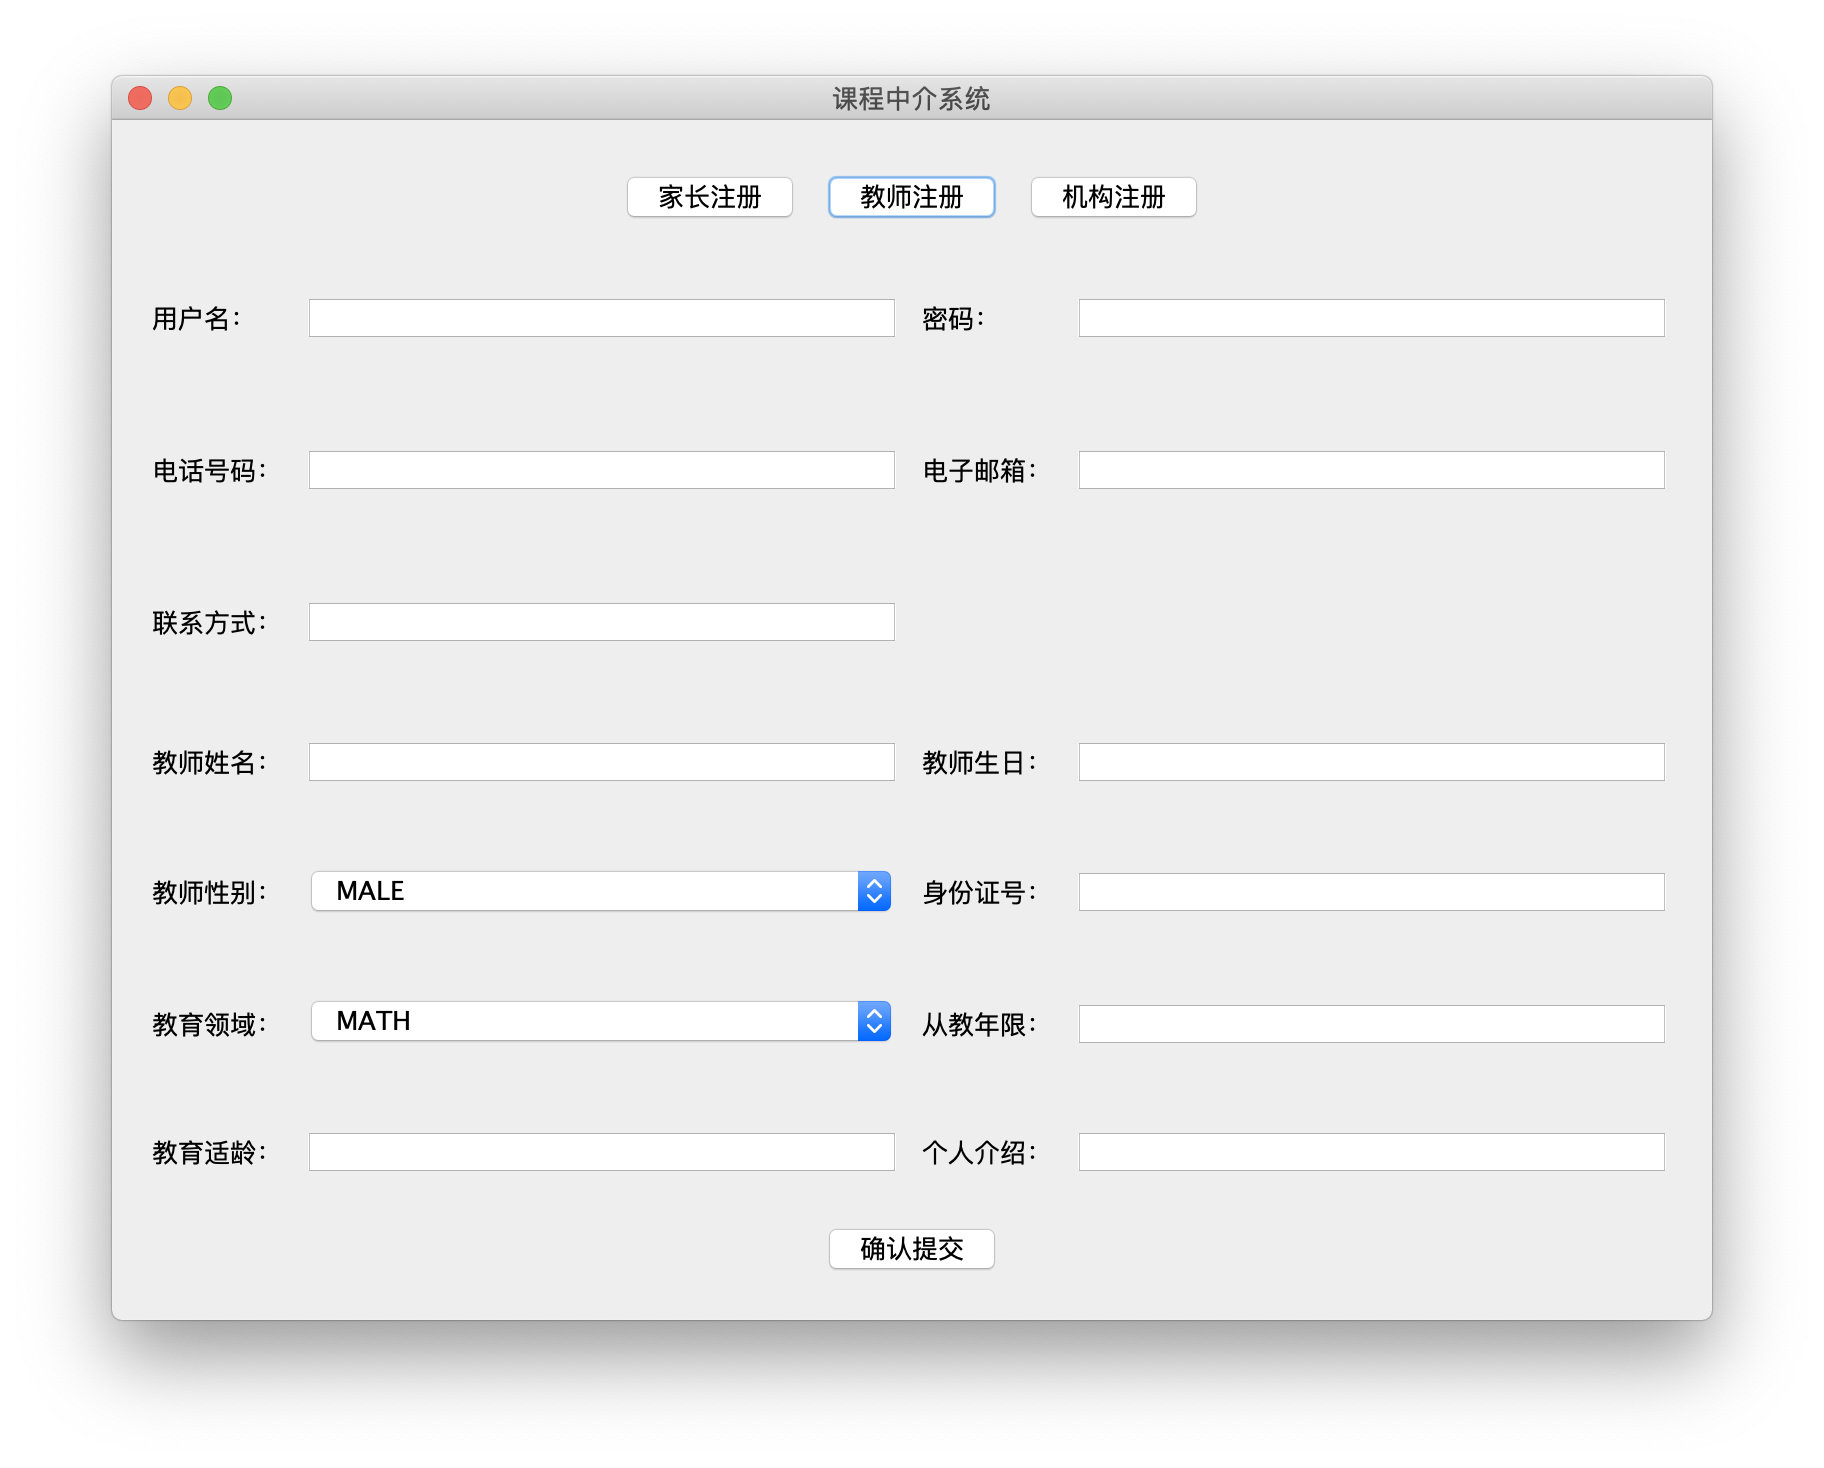 课程中介系统
家长注册 教师注册 机构注册
用户名： 密码：
电话号码： 电子邮箱：
联系方式：
教师姓名： 教师生日：
教师性别： MALE 身份证号：
教育领域： MATH 从教年限：
教育适龄： 个人介绍：
确认提交